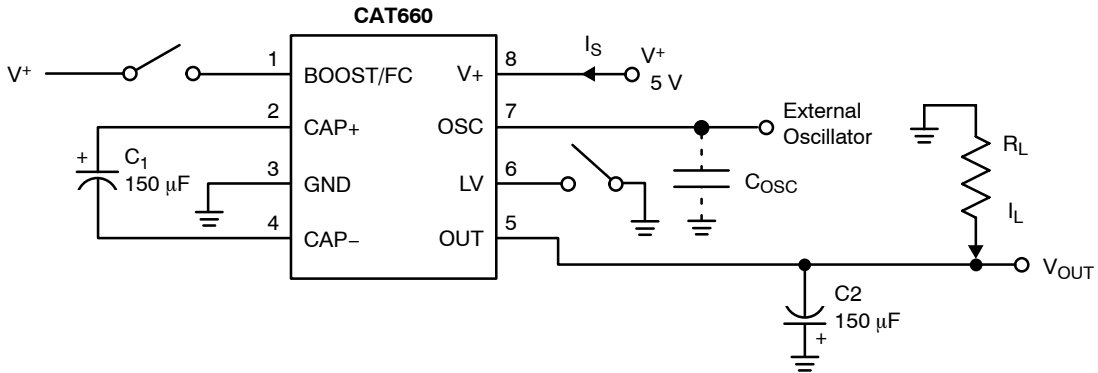 CAT660
V+
1
BOOST/FC
2
CAP+
+
C1
150 μF
3
GND
4
CAP–
V+
8
IS
V+
5 V
OSC
7
External
Oscillator
LV
6
COSC
OUT
5
RL
IL
VOUT
C2
150 μF
+